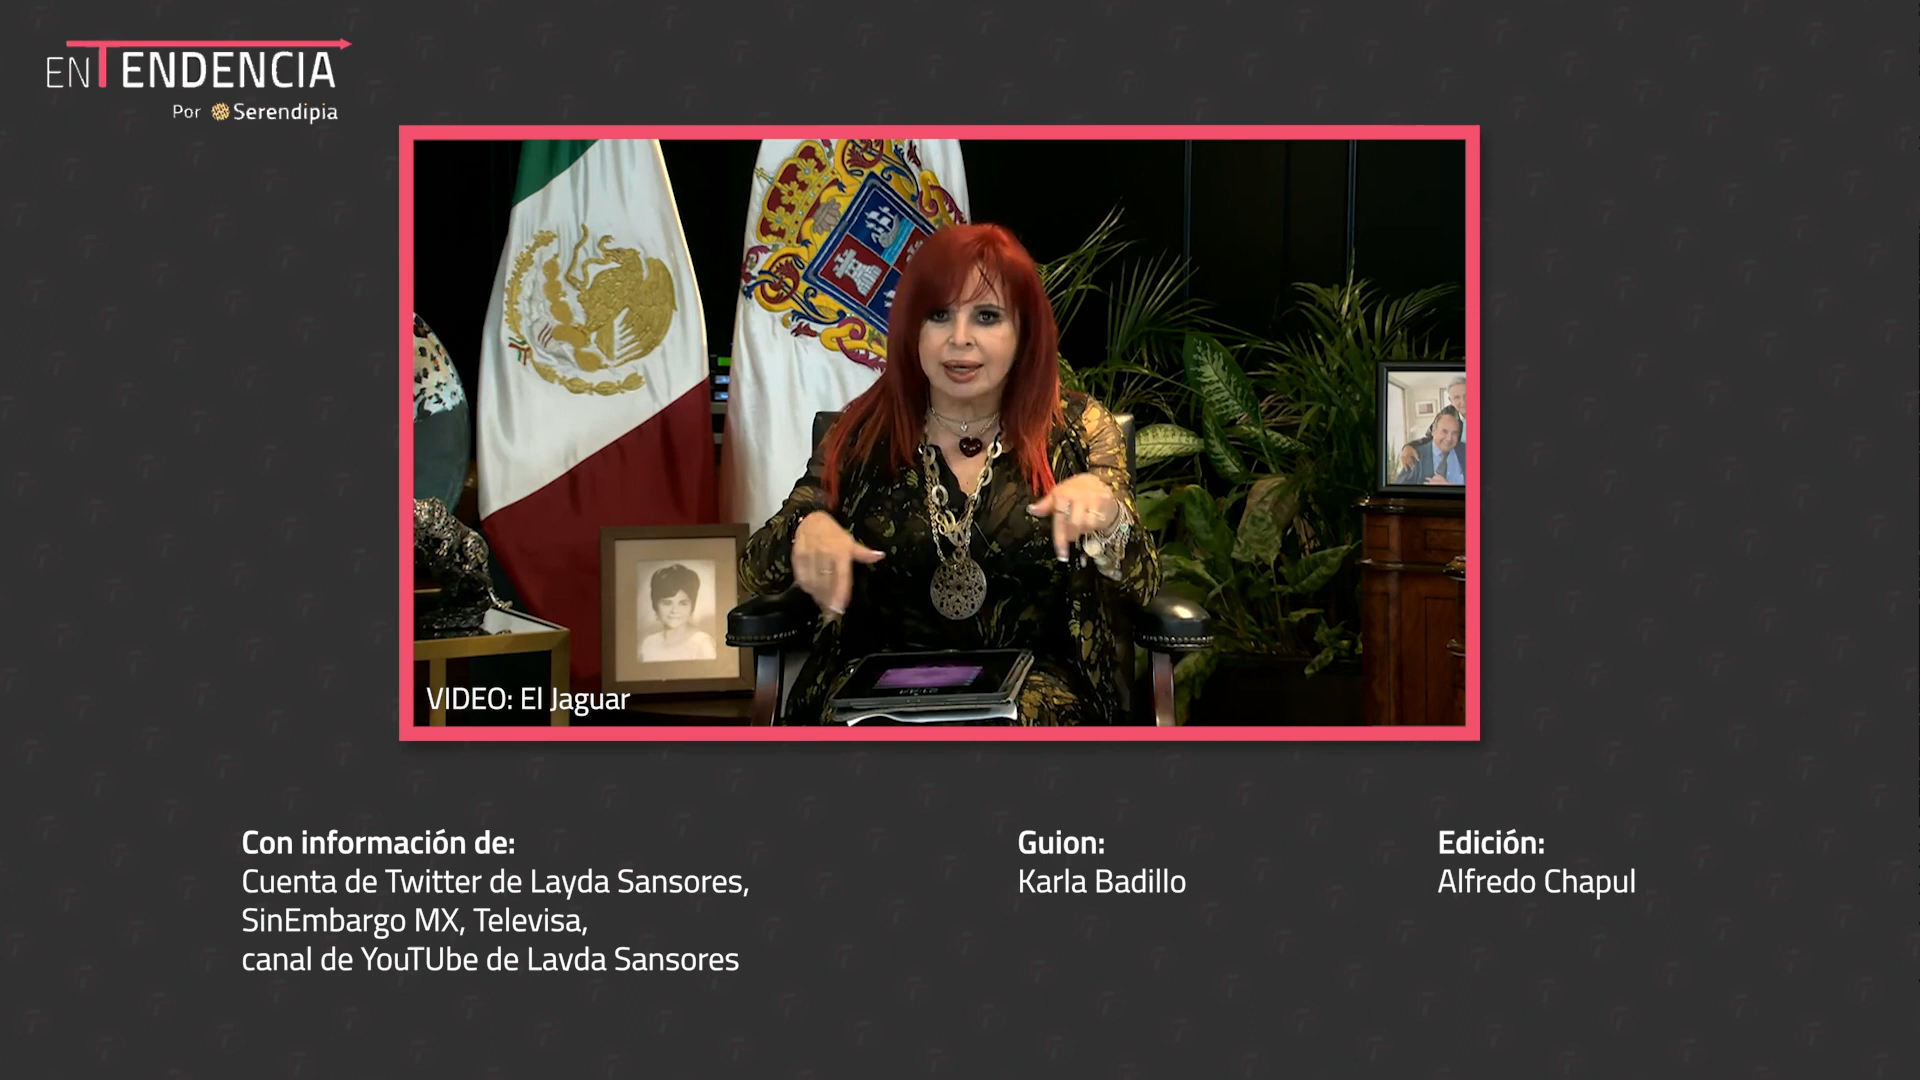 EN TENDENCIA
Por Serendipia
VIDEO: El Jaguar
Con información de:
Cuenta de Twitter de Layda Sansores,
SinEmbargo MX, Televisa,
canal de YouTUbe de Layda Sansores
Guion:
Karla Badillo
Edición:
Alfredo Chapul